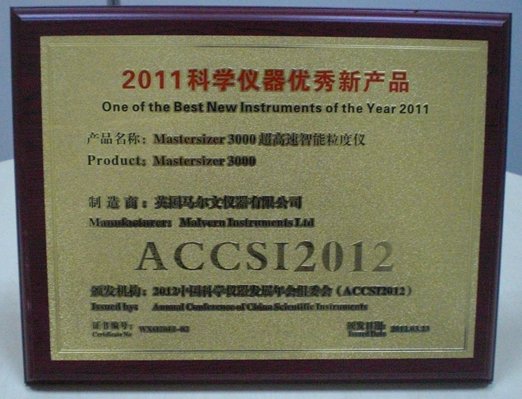 2011科学仪器优秀新产品
One of the Best New Instruments of the Year 2011
产品名称：Mastersizer 3000 超高速智能粒度仪
Product：Mastersizer 3000
制造商：英国马尔文仪器有限公司
Manufacturer：Malvern Instruments Ltd
ACCSI2012
颁发机构：2012中国科学仪器发展年会组委会（ACCSI2012）
Issued by： Annual Conference of China Scientific Instruments
证书编号：
Certificate No
颁发日期：
Issued Date